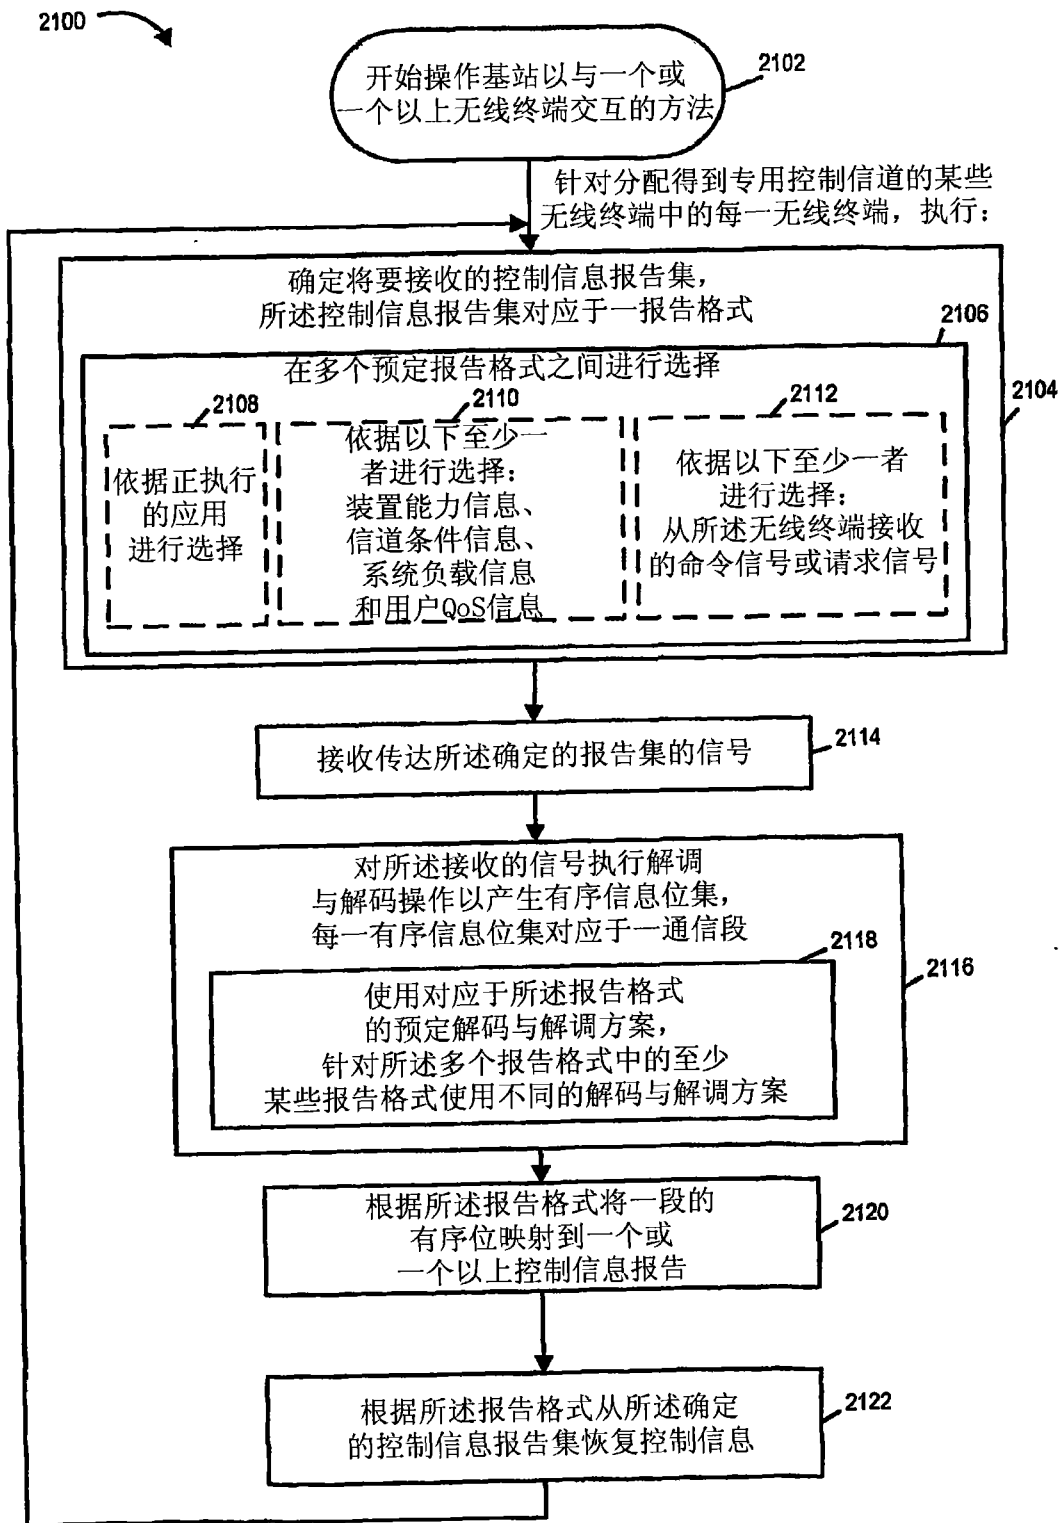 2100
开始操作基站以与一个或
一个以上无线终端交互的方法
2102
针对分配得到专用控制信道的某些
无线终端中的每一无线终端，执行：
确定将要接收的控制信息报告集，
所述控制信息报告集对应于一报告格式
2104
2106
在多个预定报告格式之间进行选择
2108
依据正执行
的应用
进行选择
2110
依据以下至少一
者进行选择：
装置能力信息、
信道条件信息、
系统负载信息
和用户QoS信息
2112
依据以下至少一者
进行选择：
从所述无线终端接收
的命令信号或请求信号
接收传达所述确定的报告集的信号
2114
对所述接收的信号执行解调
与解码操作以产生有序信息位集，
每一有序信息位集对应于一通信段
2116
2118
使用对应于所述报告格式
的预定解码与解调方案，
针对所述多个报告格式中的至少
某些报告格式使用不同的解码与解调方案
根据所述报告格式将一段的
有序位映射到一个或
一个以上控制信息报告
2120
根据所述报告格式从所述确定
的控制信息报告集恢复控制信息
2122